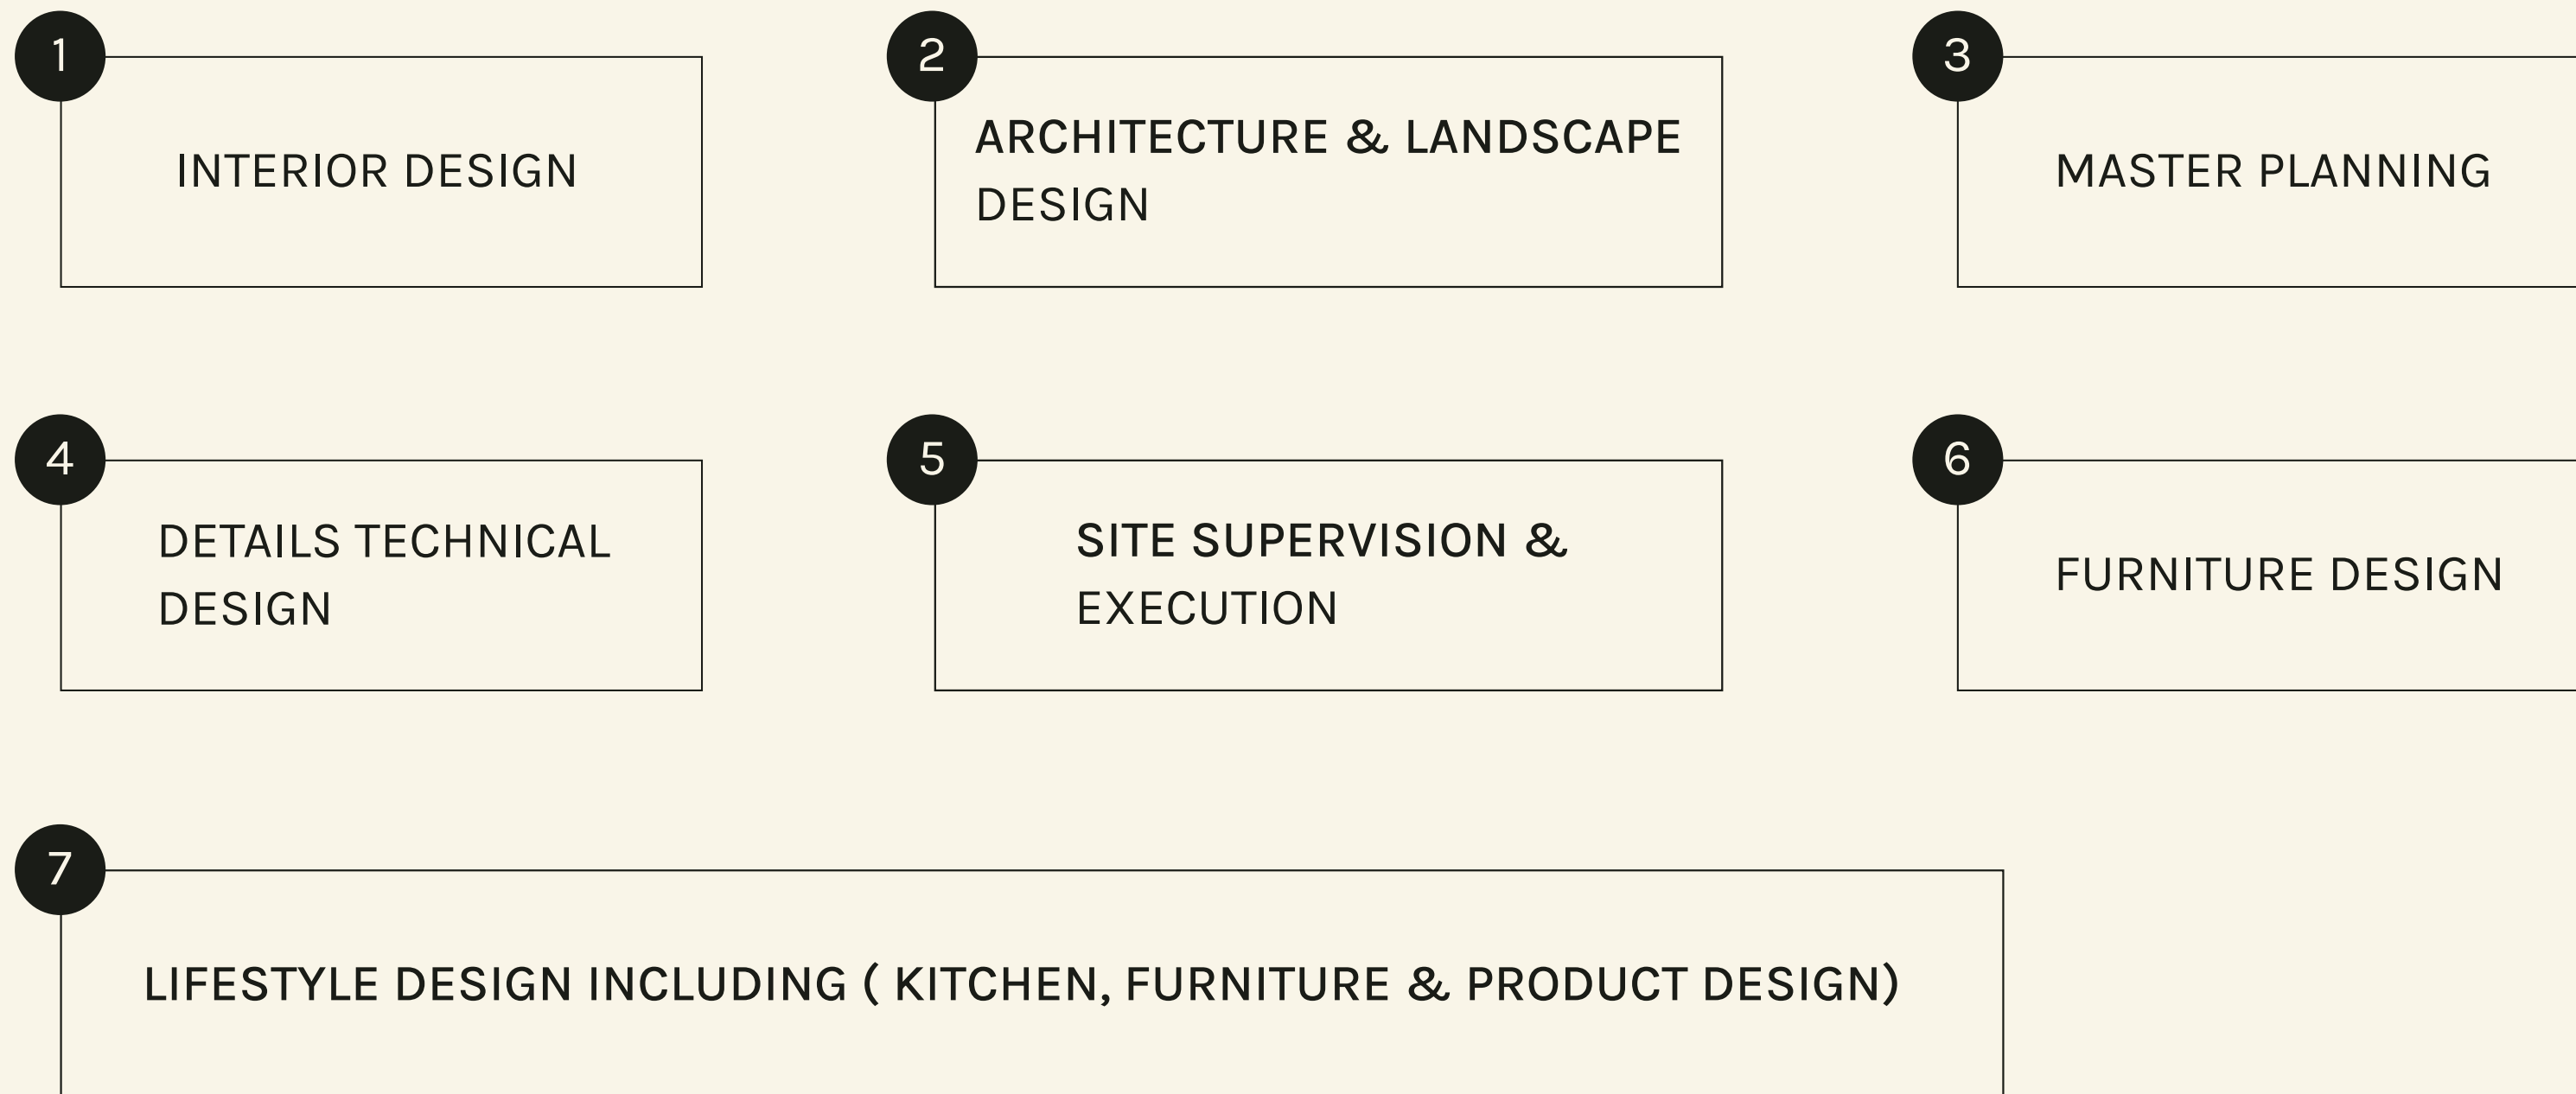 1
INTERIOR DESIGN
2
ARCHITECTURE & LANDSCAPE
DESIGN
3
MASTER PLANNING
4
DETAILS TECHNICAL
DESIGN
5
SITE SUPERVISION &
EXECUTION
6
FURNITURE DESIGN
7
LIFESTYLE DESIGN INCLUDING ( KITCHEN, FURNITURE & PRODUCT DESIGN)